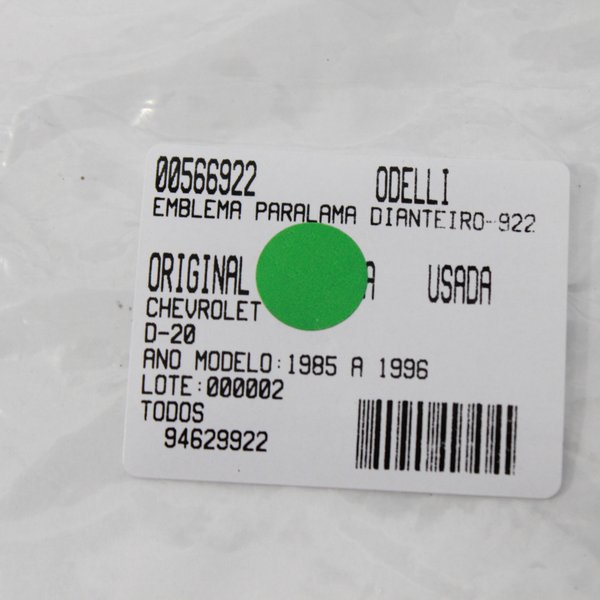 00566922 ODELLI
EMBLEMA PARALAMA DIANTEIRO-922
ORIGINAL A USADA
CHEVROLET
D-20
ANO MODELO:1985 A 1996
LOTE:000002
TODOS
94629922